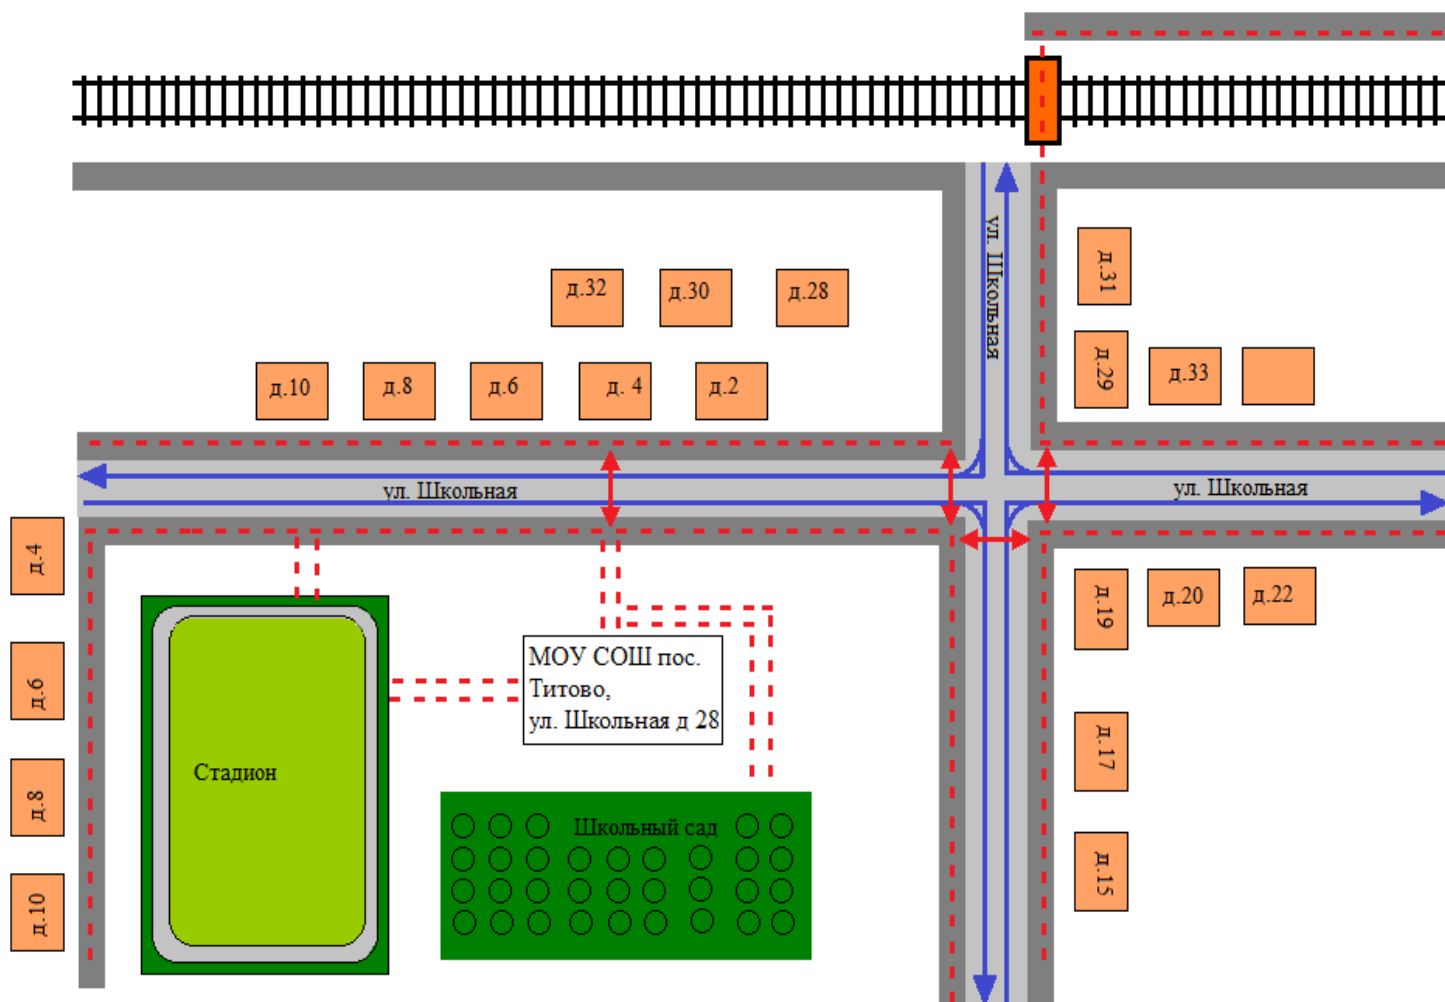 ул. Школьная
д.31
д.32
д.30
д.28
д.29
д.33
д.10
д.8
д.6
д. 4
д.2
ул. Школьная
ул. Школьная
д.4
д.19
д.20
д.22
МОУ СОШ пос.
Титово,
ул. Школьная д 28
д.6
Стадион
д.17
д.8
Школьный сад
д.15
д.10